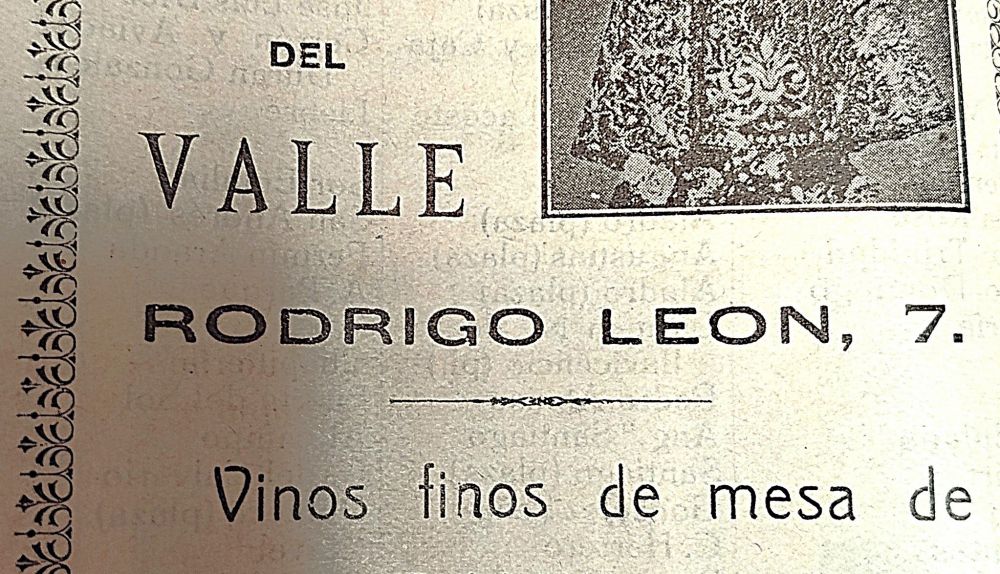 DEL
VALLE
RODRIGO LEON, 7.
Vinos finos de mesa de